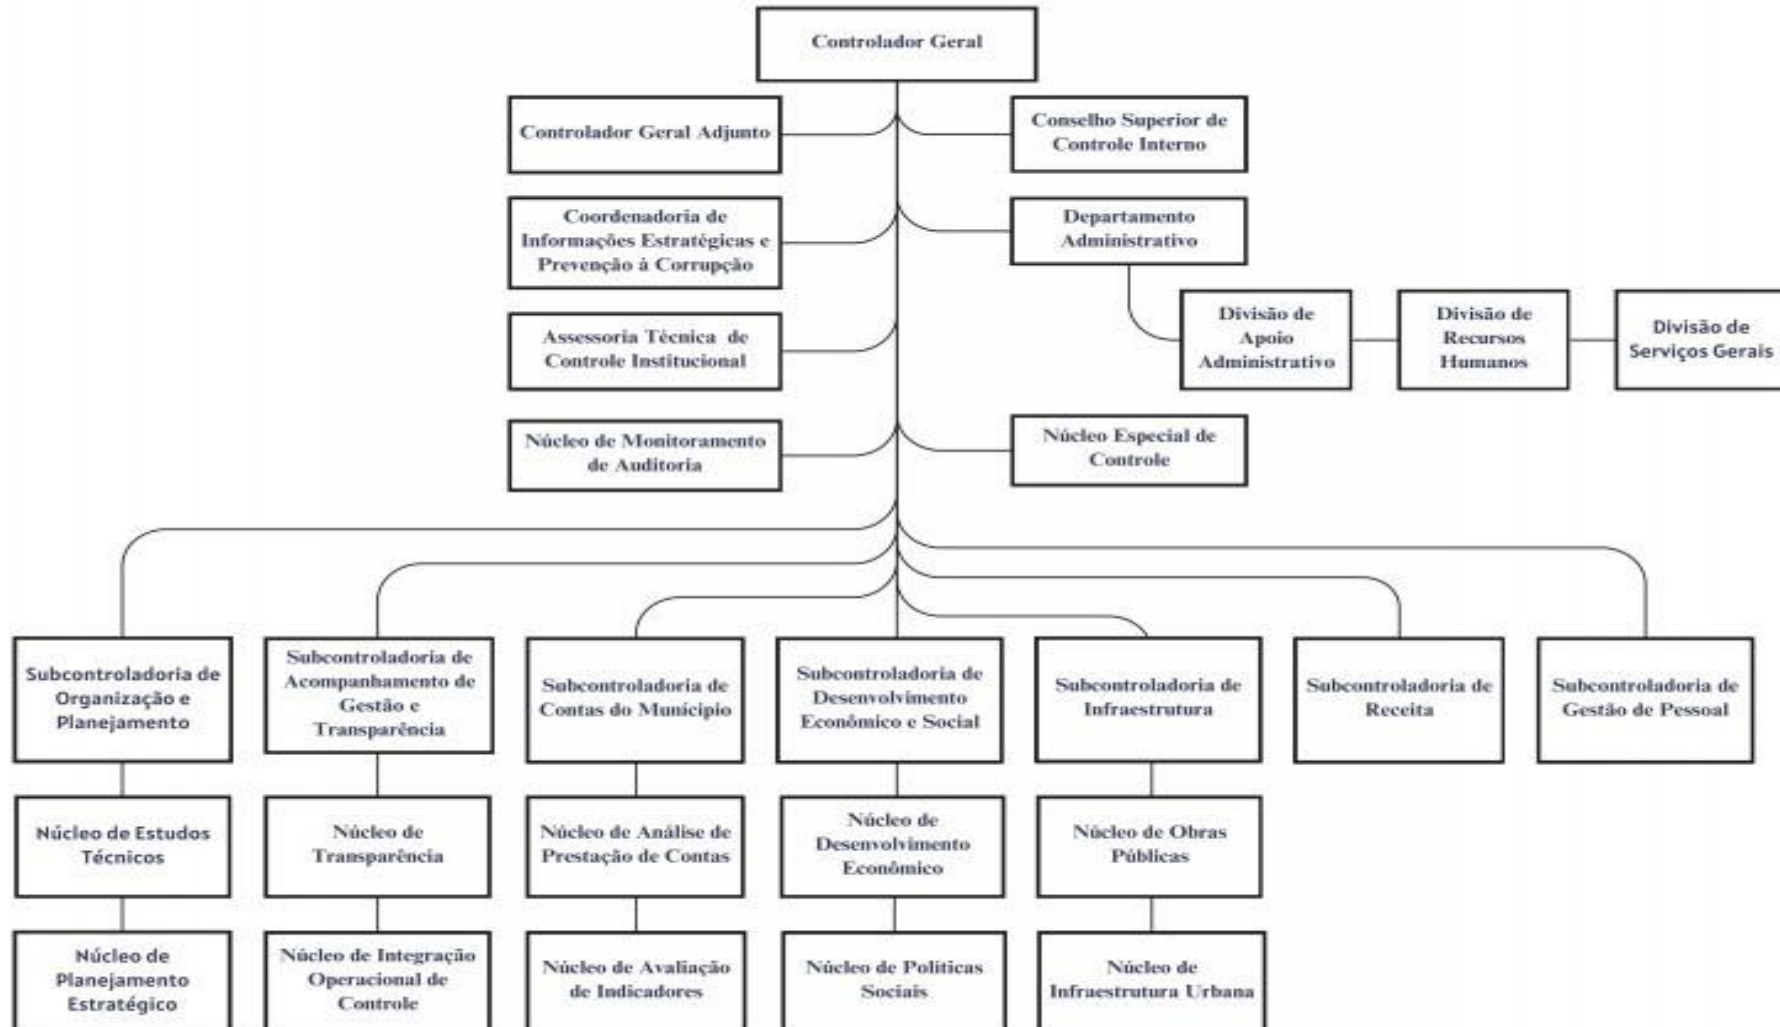 Controlador Geral
Controlador Geral Adjunto
Conselho Superior de
Controle Interno
Coordenadoria de
Informações Estratégicas e
Prevenção à Corrupção
Departamento
Administrativo
Assessoria Técnica de
Controle Institucional
Divisão de
Apoio
Administrativo
Divisão de
Recursos
Humanos
Divisão de
Serviços Gerais
Núcleo de Monitoramento
de Auditoria
Núcleo Especial de
Controle
Subcontroladoria de
Organização e
Planejamento
Subcontroladoria de
Acompanhamento de
Gestão e
Transparência
Subcontroladoria de
Contas do Município
Subcontroladoria de
Desenvolvimento
Econômico e Social
Subcontroladoria de
Infraestrutura
Subcontroladoria de
Receita
Subcontroladoria de
Gestão de Pessoal
Núcleo de Estudos
Técnicos
Núcleo de
Transparência
Núcleo de Análise de
Prestação de Contas
Núcleo de
Desenvolvimento
Econômico
Núcleo de Obras
Públicas
Núcleo de
Planejamento
Estratégico
Núcleo de Integração
Operacional de
Controle
Núcleo de Avaliação
de Indicadores
Núcleo de Políticas
Sociais
Núcleo de
Infraestrutura Urbana